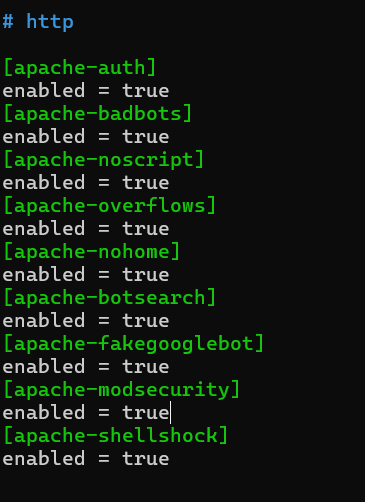 # http
[apache-auth]
enabled = true
[apache-badbots]
enabled = true
[apache-noscript]
enabled = true
[apache-overflows]
enabled = true
[apache-nohome]
enabled = true
[apache-botsearch]
enabled = true
[apache-fakegooglebot]
enabled = true
[apache-modsecurity]
enabled = true
[apache-shellshock]
enabled = true